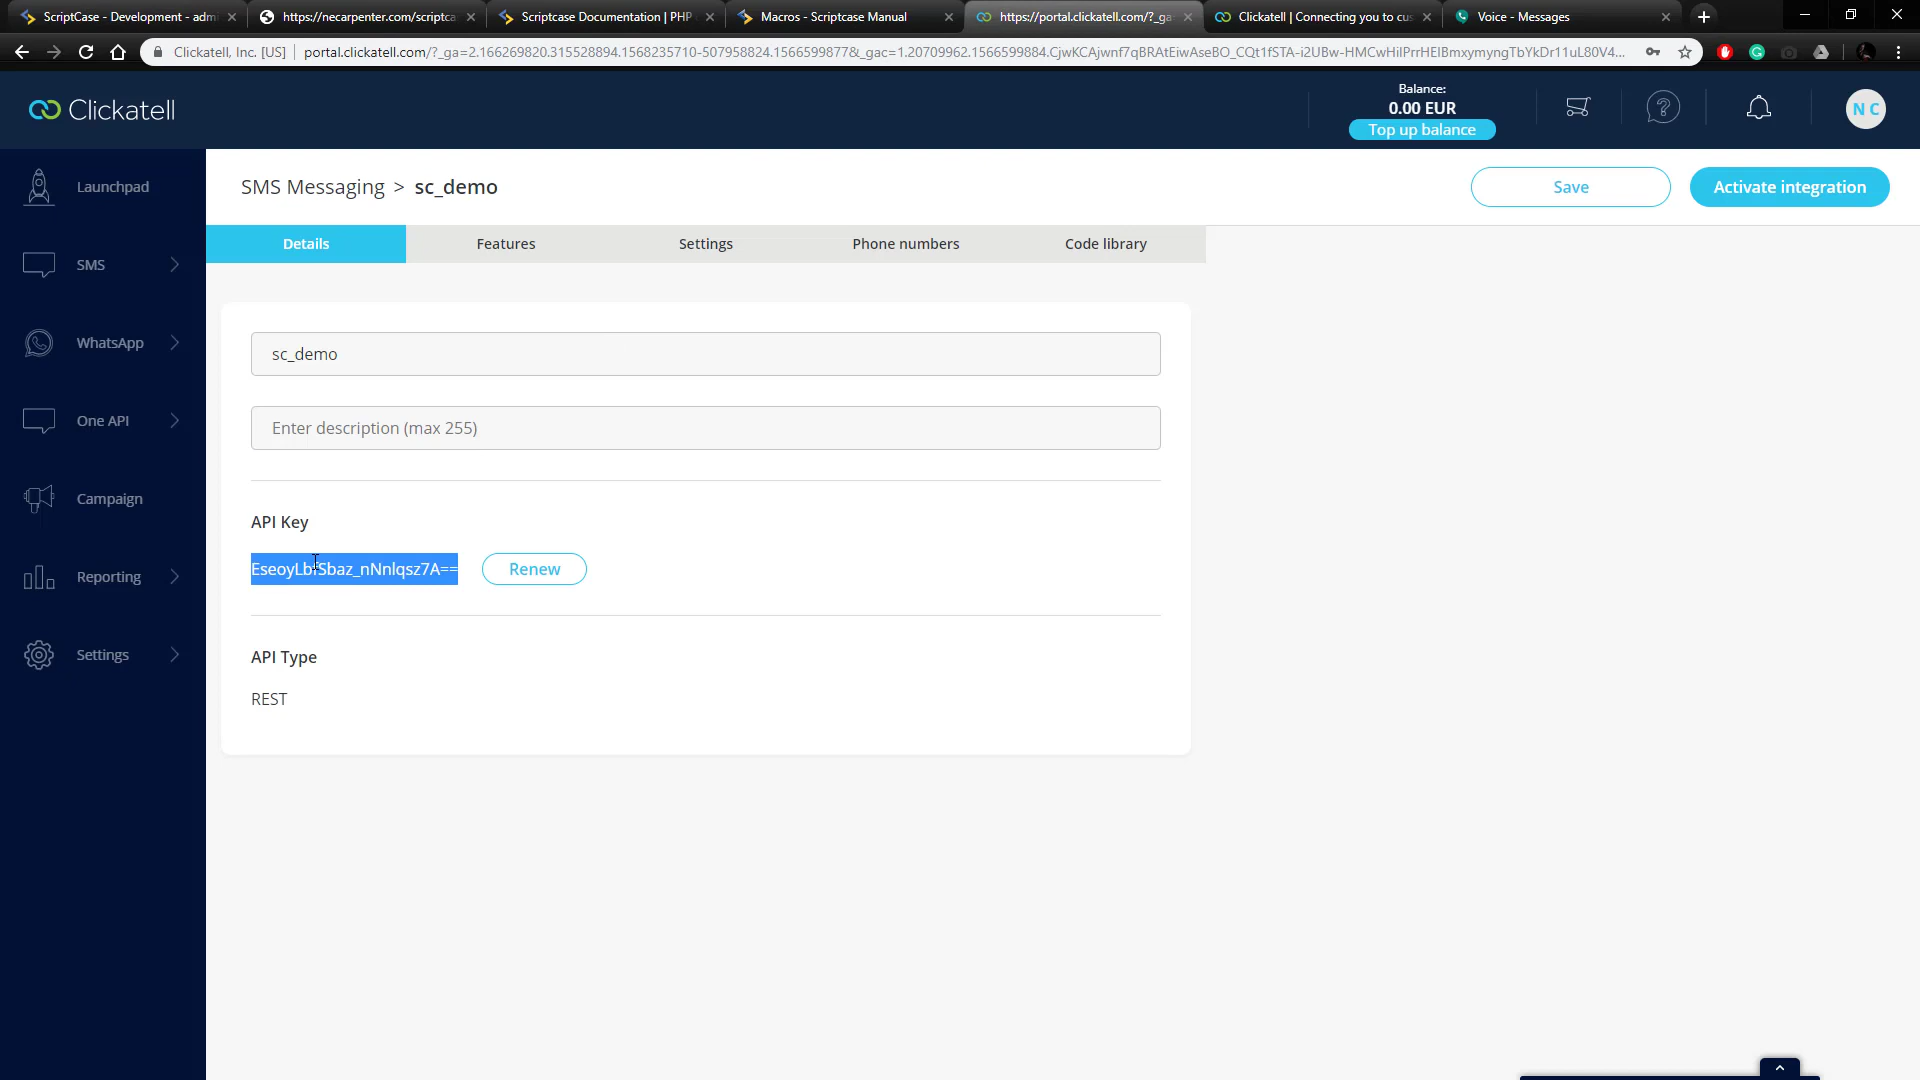 ScriptCase - Development - adm
https://necarpenter.com/scriptca
Scriptcase Documentation | PHP
Macros - Scriptcase Manual
https://portal.clickatell.com/?_ga
Clickatell | Connecting you to cus
Voice - Messages
Clickatell, Inc. [US]
portal.clickatell.com/?_ga=2.166269820.315528894.1568235710-507958824.1566599877&_gac=1.20709962.1566599884.CjwKCAjwnf7qBRAtEiwAseBO_CQt1fSTA-i2UBw-HMCwHilPrrHEIBmxymyngTbYkDr11uL80V4...
Clickatell
Balance:
0.00 EUR
Top up balance
N C
Launchpad
SMS
WhatsApp
One API
Campaign
Reporting
Settings
SMS Messaging > sc_demo
Save
Activate integration
Details
Features
Settings
Phone numbers
Code library
sc_demo
Enter description (max 255)
API Key
Renew
API Type
REST